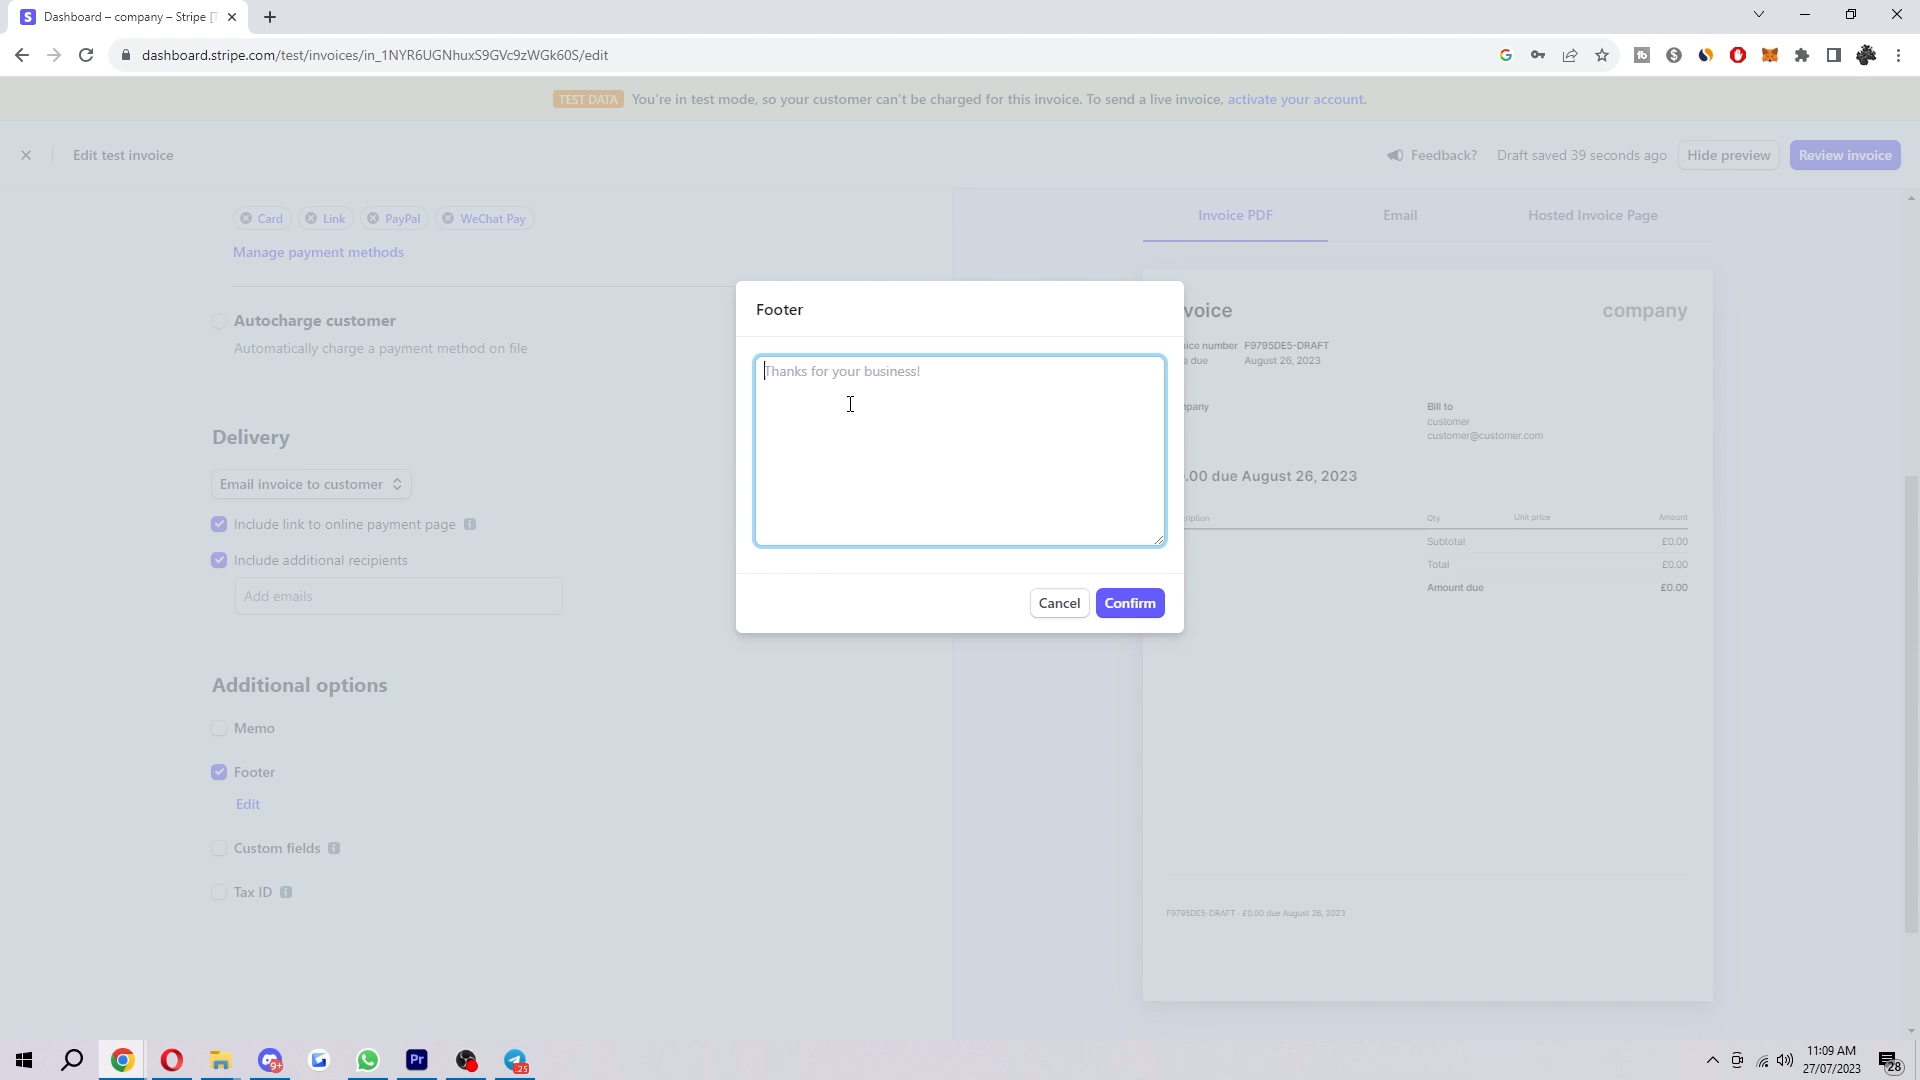 Dashboard – company – Stripe [T
dashboard.stripe.com/test/invoices/in_1NYR6UGNhuxS9GVc9zWGk60S/edit
TEST DATA You're in test mode, so your customer can't be charged for this invoice. To send a live invoice, activate your account.
Edit test invoice
Feedback? Draft saved 39 seconds ago Hide preview Review invoice
Card Link PayPal WeChat Pay
Manage payment methods
Autocharge customer
Automatically charge a payment method on file
Delivery
Email invoice to customer
Include link to online payment page
Include additional recipients
Add emails
Additional options
Memo
Footer
Edit
Custom fields
Tax ID
Footer
Thanks for your business!
Cancel Confirm
Invoice PDF Email Hosted Invoice Page
voice company
ice number F9795DE5-DRAFT
e due August 26, 2023
mpany Bill to
customer
customer@customer.com
.00 due August 26, 2023
cription Qty Unit price Amount
Subtotal £0.00
Total £0.00
Amount due £0.00
F9795DE5-DRAFT · £0.00 due August 26, 2023
9+
Pr
25
11:09 AM
27/07/2023
28